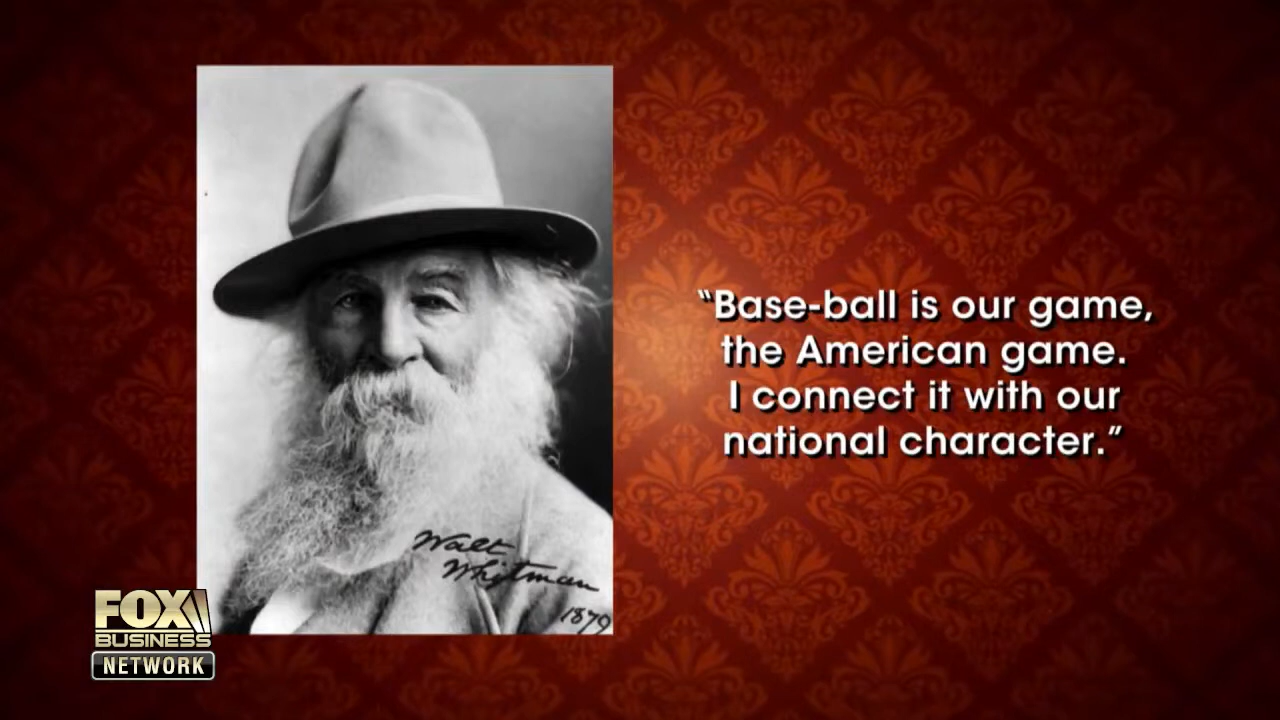 “Base-ball is our game,
the American game.
I connect it with our
national character.”
Walt
Whitman
1879
FOX
BUSINESS
NETWORK